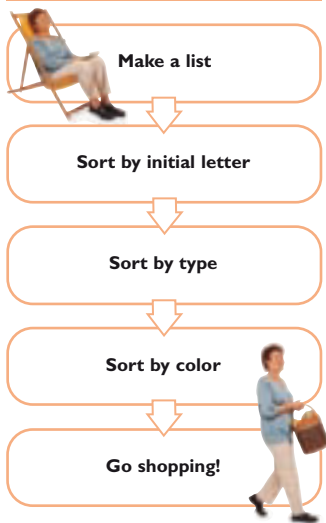 Make a list
Sort by initial letter
Sort by type
Sort by color
Go shopping!